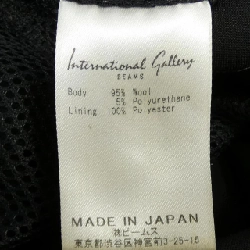 International Gallery
BEAMS
Body 95% Wool
5% Polyurethane
Lining 100% Polyester
MADE IN JAPAN
㈱ビームス
東京都渋谷区神宮前3-25-15